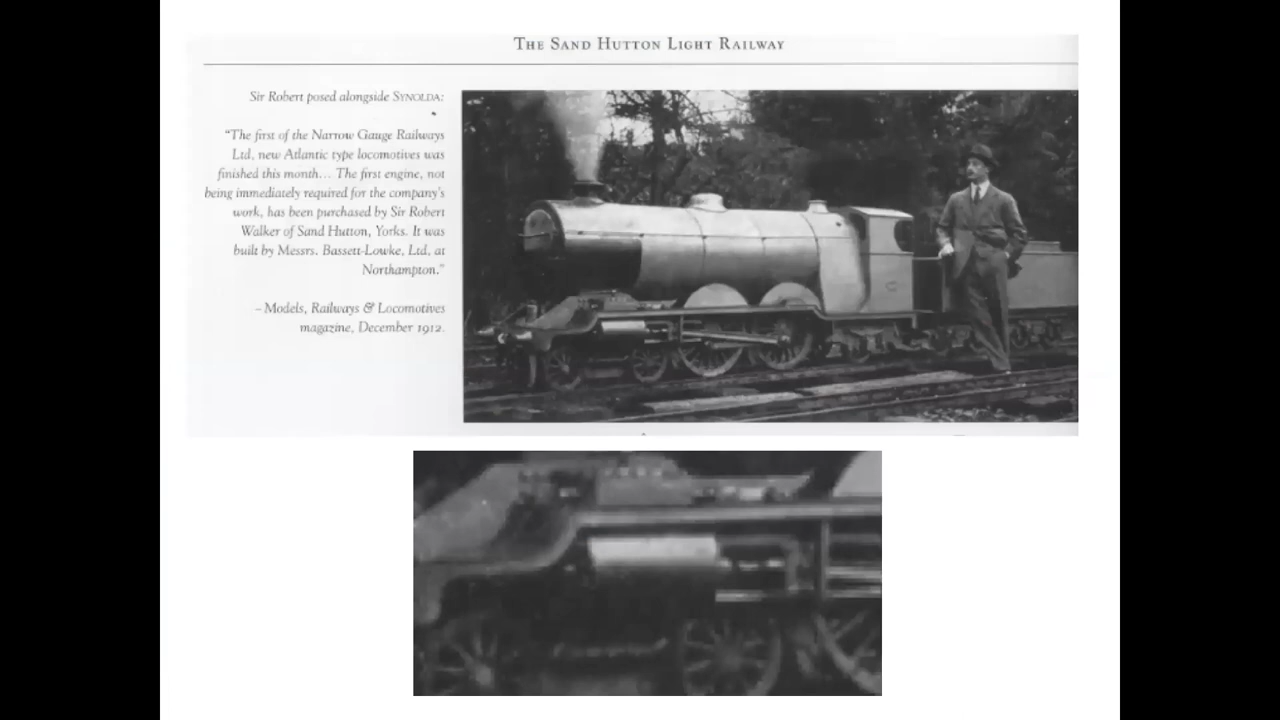 THE SAND HUTTON LIGHT RAILWAY
Sir Robert posed alongside SYNOLDA:
"The first of the Narrow Gauge Railways
Ltd, new Atlantic type locomotives was
finished this month... The first engine, not
being immediately required for the company's
work, has been purchased by Sir Robert
Walker of Sand Hutton, Yorks. It was
built by Messrs. Bassett-Lowke, Ltd, at
Northampton."
– Models, Railways & Locomotives
magazine, December 1912.